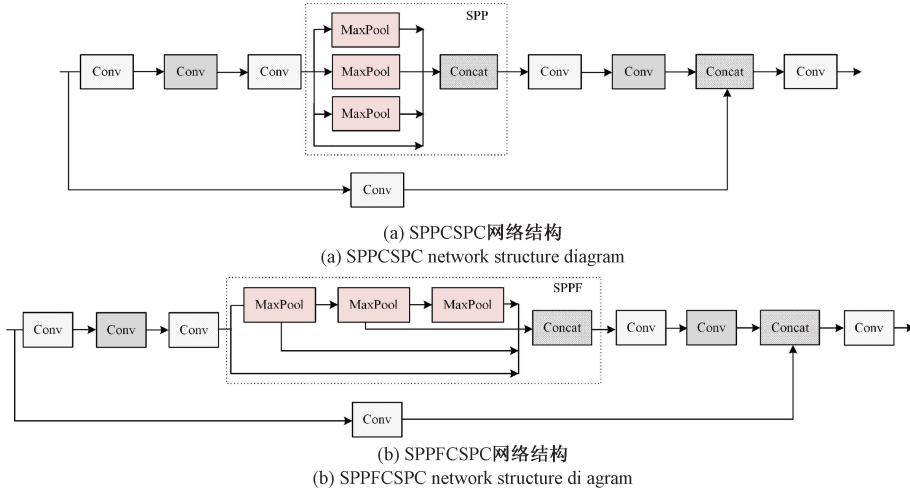 SPP
MaxPool
Conv Conv Conv MaxPool Concat Conv Conv Concat Conv
MaxPool
Conv
(a) SPPCSPC网络结构
(a) SPPCSPC network structure diagram
SPPF
MaxPool MaxPool MaxPool
Conv Conv Conv Concat Conv Conv Concat Conv
Conv
(b) SPPFCSPC网络结构
(b) SPPFCSPC network structure di agram